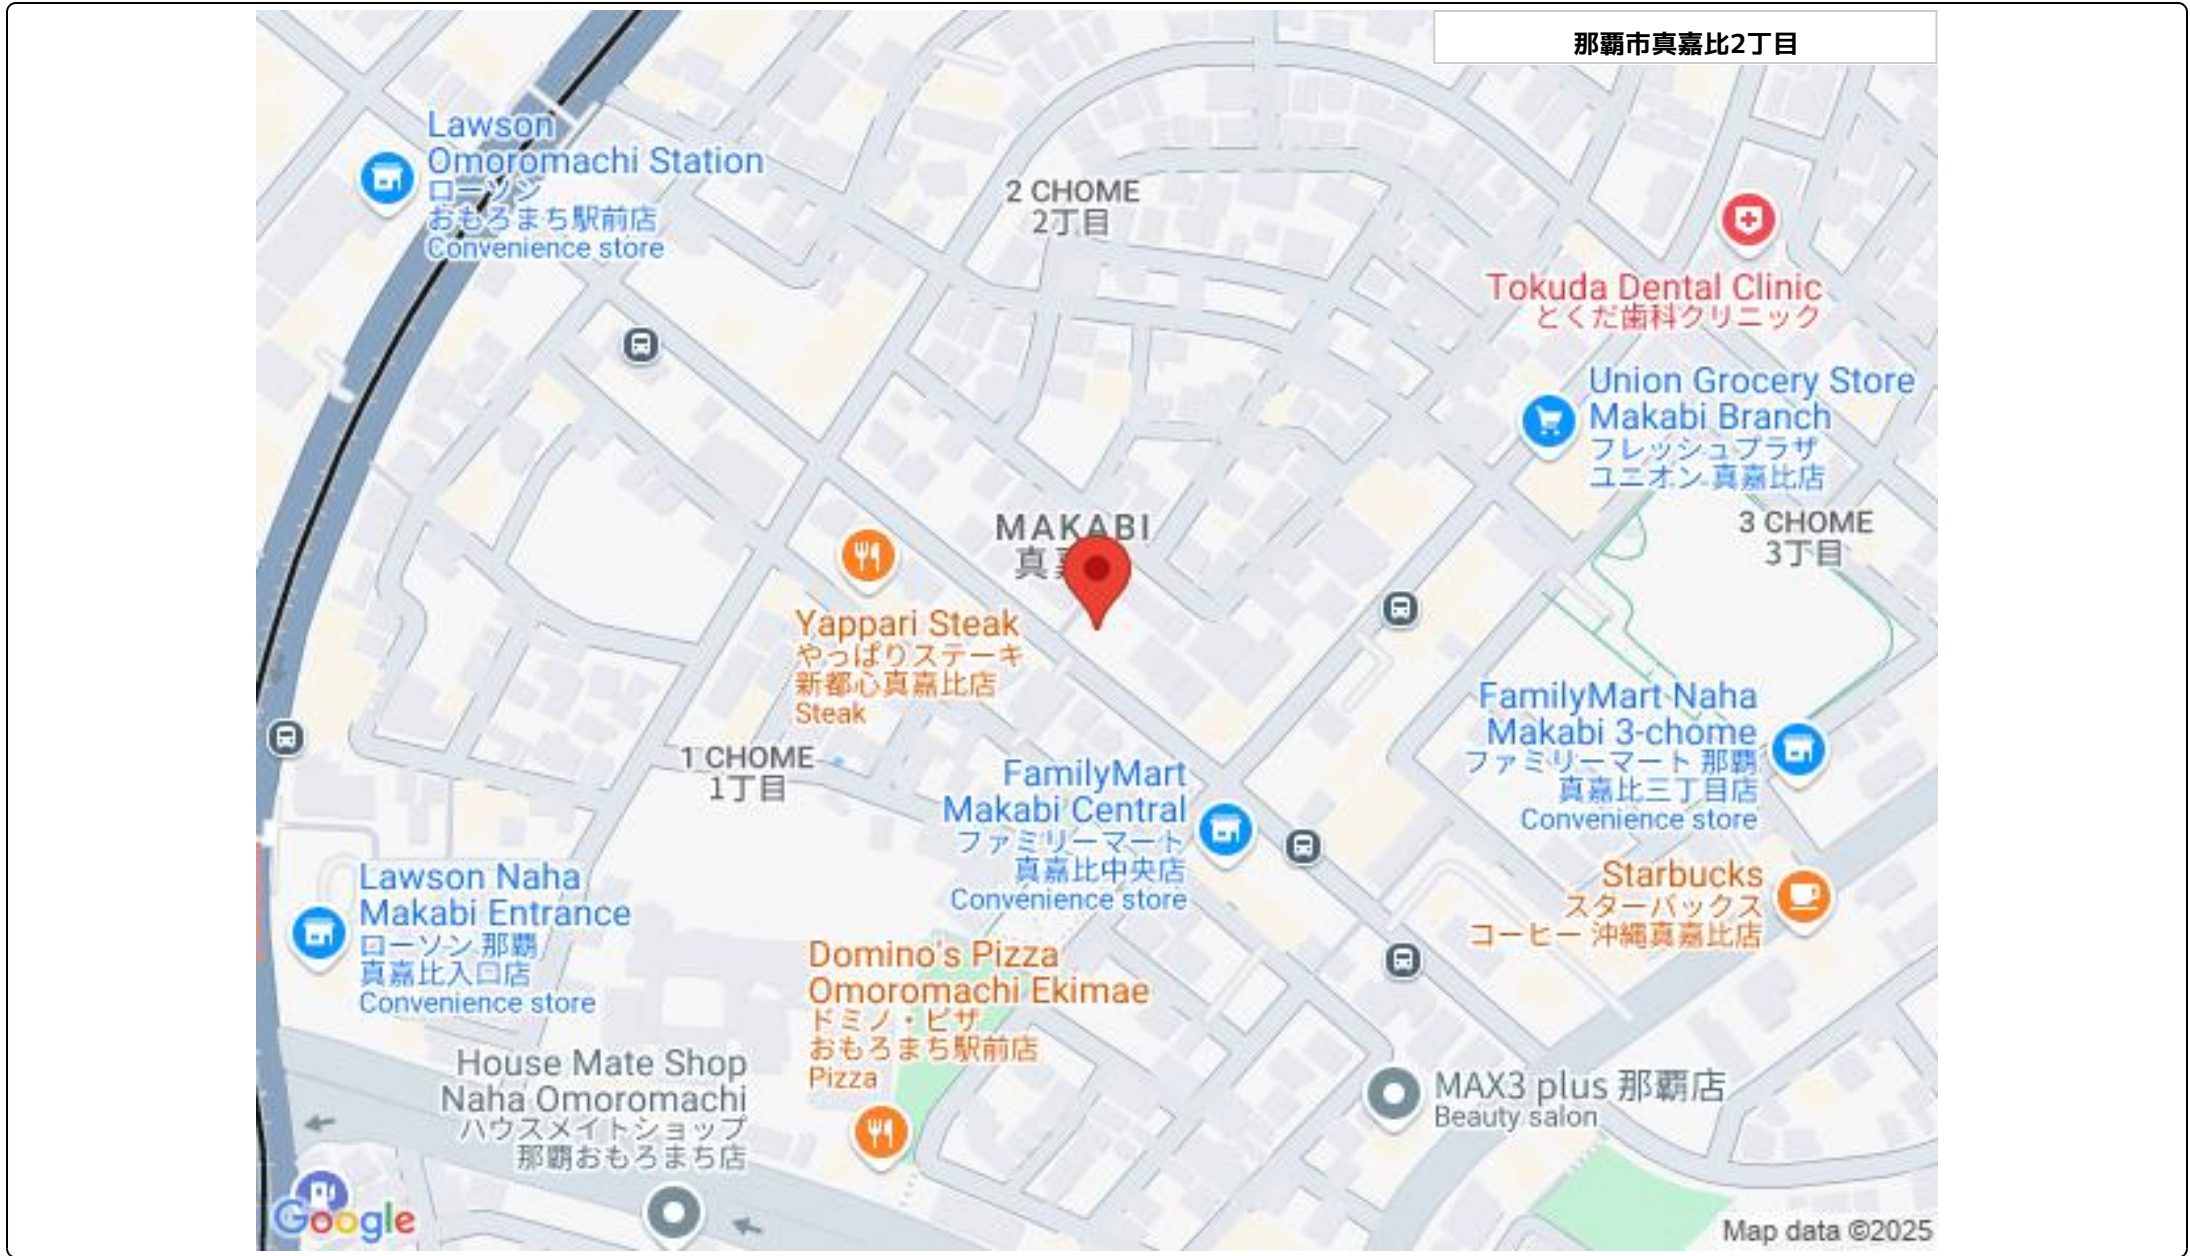 那覇市真嘉比2丁目
Lawson
Omoromachi Station
ローソン
おもろまち駅前店
Convenience store
2 CHOME
2丁目
Tokuda Dental Clinic
とくだ歯科クリニック
Union Grocery Store
Makabi Branch
フレッシュプラザ
ユニオン 真嘉比店
MAKABI
真嘉
3 CHOME
3丁目
Yappari Steak
やっぱりステーキ
新都心真嘉比店
Steak
FamilyMart Naha
Makabi 3-chome
ファミリーマート 那覇
真嘉比三丁目店
Convenience store
1 CHOME
1丁目
FamilyMart
Makabi Central
ファミリーマート
真嘉比中央店
Convenience store
Lawson Naha
Makabi Entrance
ローソン 那覇
真嘉比入口店
Convenience store
Starbucks
スターバックス
コーヒー 沖縄真嘉比店
Domino's Pizza
Omoromachi Ekimae
ドミノ・ピザ
おもろまち駅前店
Pizza
House Mate Shop
Naha Omoromachi
ハウスメイトショップ
那覇おもろまち店
MAX3 plus 那覇店
Beauty salon
Google
Map data ©2025